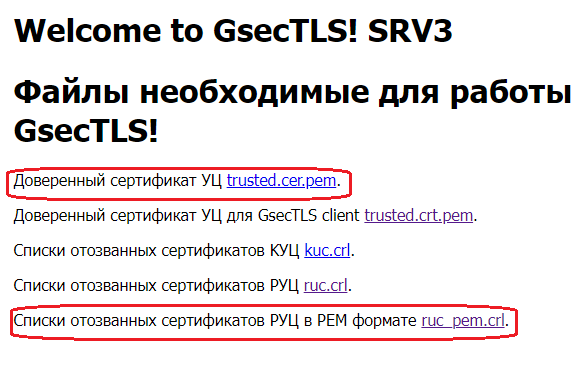 Welcome to GsecTLS! SRV3
Файлы необходимые для работы
GsecTLS!
Доверенный сертификат УЦ trusted.cer.pem.
Доверенный сертификат УЦ для GsecTLS client trusted.crt.pem.
Списки отозванных сертификатов КУЦ kuc.crl.
Списки отозванных сертификатов РУЦ ruc.crl.
Списки отозванных сертификатов РУЦ в PEM формате ruc_pem.crl.